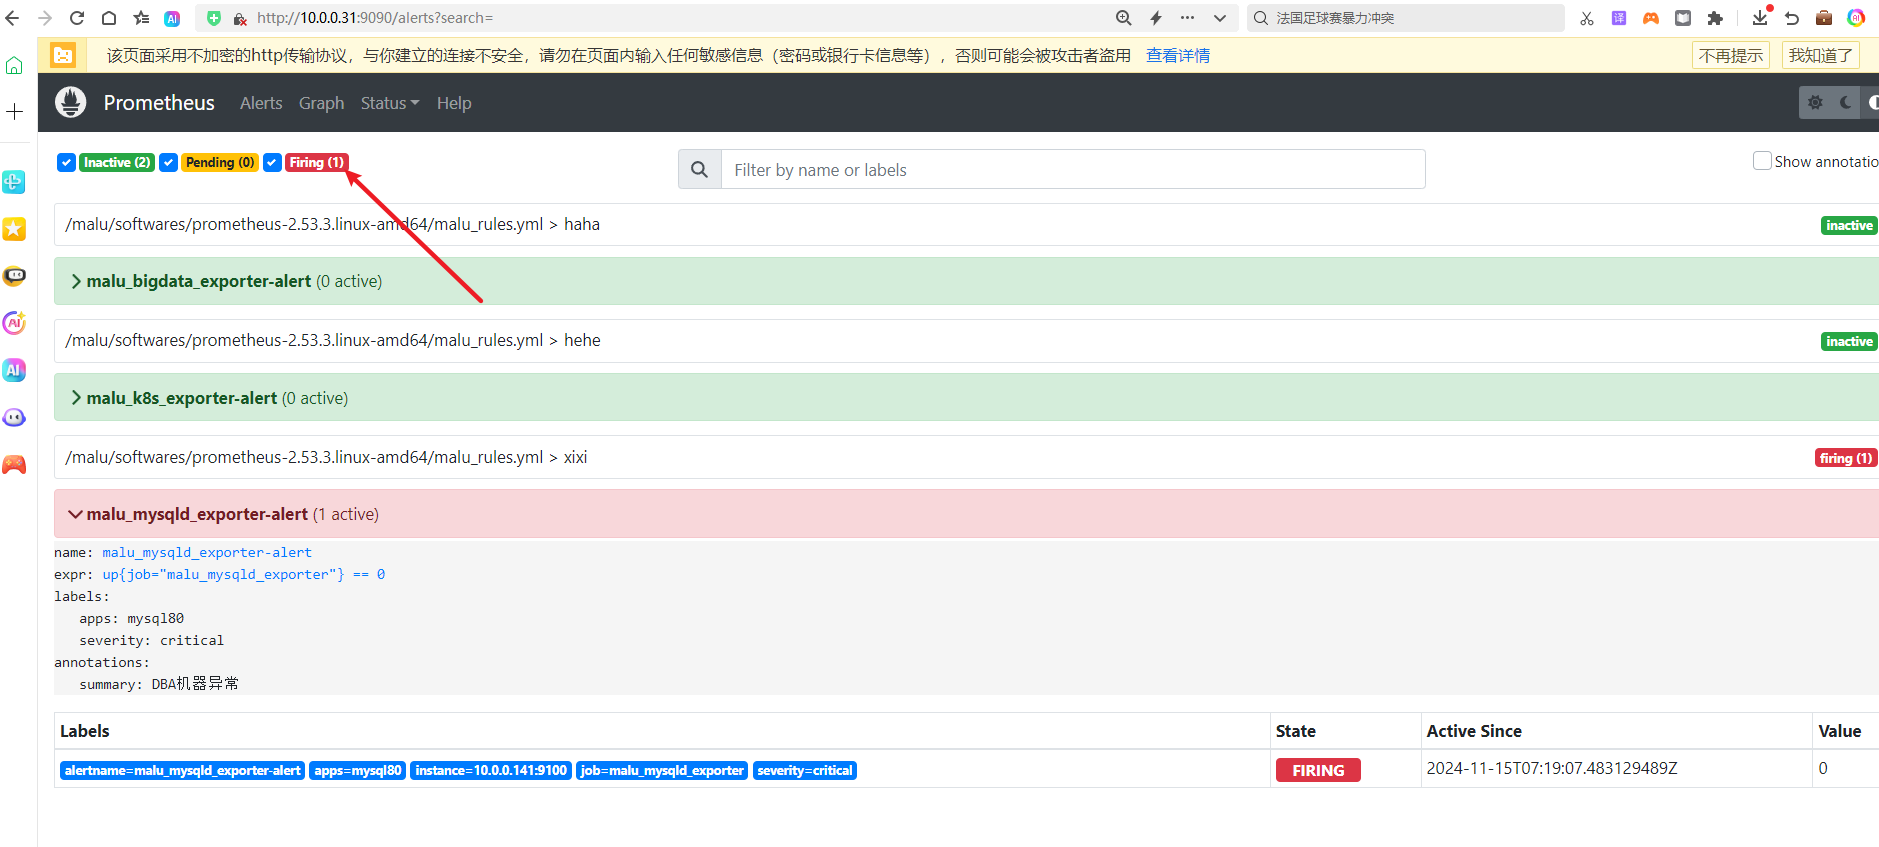 http://10.0.0.31:9090/alerts?search=
法国足球赛暴力冲突
该页面采用不加密的http传输协议，与你建立的连接不安全，请勿在页面内输入任何敏感信息（密码或银行卡信息等），否则可能会被攻击者盗用 查看详情 不再提示 我知道了
Prometheus Alerts Graph Status Help
Inactive (2) Pending (0) Firing (1) Filter by name or labels Show annotatio
/malu/softwares/prometheus-2.53.3.linux-amd64/malu_rules.yml > haha inactive
malu_bigdata_exporter-alert (0 active)
/malu/softwares/prometheus-2.53.3.linux-amd64/malu_rules.yml > hehe inactive
malu_k8s_exporter-alert (0 active)
/malu/softwares/prometheus-2.53.3.linux-amd64/malu_rules.yml > xixi firing (1)
malu_mysqld_exporter-alert (1 active)
name: malu_mysqld_exporter-alert
expr: up{job="malu_mysqld_exporter"} == 0
labels:
apps: mysql80
severity: critical
annotations:
summary: DBA机器异常
Labels State Active Since Value
alertname=malu_mysqld_exporter-alert apps=mysql80 instance=10.0.0.141:9100 job=malu_mysqld_exporter severity=critical FIRING 2024-11-15T07:19:07.483129489Z 0